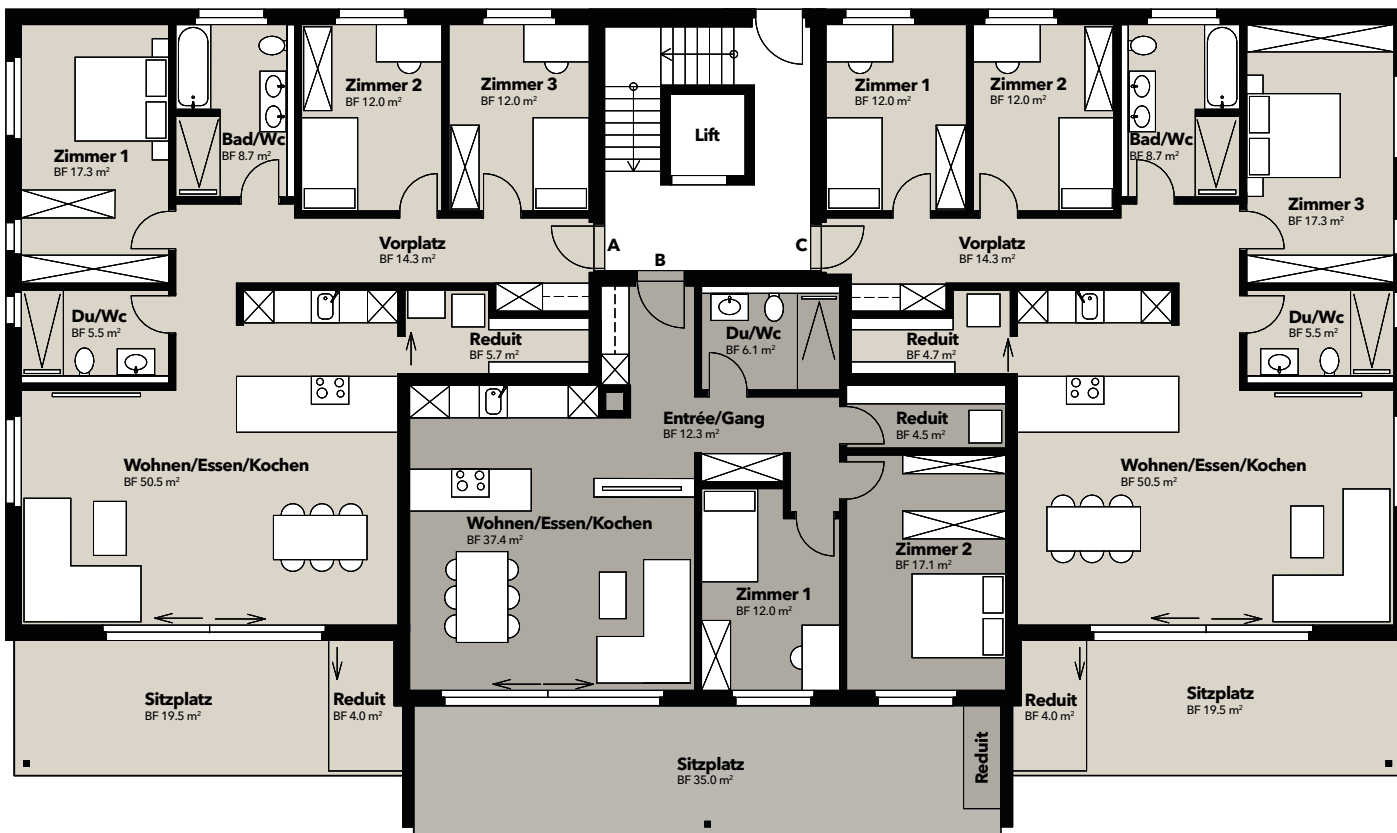 Zimmer 2
BF 12.0 m²
Zimmer 3
BF 12.0 m²
Zimmer 1
BF 12.0 m²
Zimmer 2
BF 12.0 m²
Lift
Bad/Wc
BF 8.7 m²
Bad/Wc
BF 8.7 m²
Zimmer 1
BF 17.3 m²
Zimmer 3
BF 17.3 m²
Vorplatz
BF 14.3 m²
A
B
C
Vorplatz
BF 14.3 m²
Du/Wc
BF 5.5 m²
Reduit
BF 5.7 m²
Du/Wc
BF 6.1 m²
Reduit
BF 4.7 m²
Du/Wc
BF 5.5 m²
Entrée/Gang
BF 12.3 m²
Reduit
BF 4.5 m²
Wohnen/Essen/Kochen
BF 50.5 m²
Wohnen/Essen/Kochen
BF 50.5 m²
Wohnen/Essen/Kochen
BF 37.4 m²
Zimmer 2
BF 17.1 m²
Zimmer 1
BF 12.0 m²
Sitzplatz
BF 19.5 m²
Reduit
BF 4.0 m²
Reduit
BF 4.0 m²
Sitzplatz
BF 19.5 m²
Sitzplatz
BF 35.0 m²
Reduit